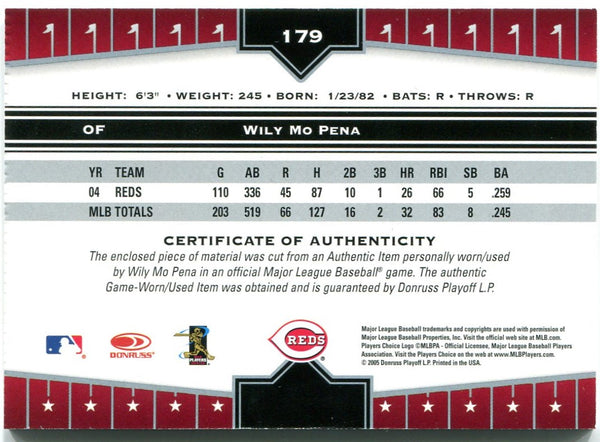 179
HEIGHT: 6'3" • WEIGHT: 245 • BORN: 1/23/82 • BATS: R • THROWS: R
OF WILY MO PENA
YR TEAM G AB R H 2B 3B HR RBI SB BA
04 REDS 110 336 45 87 10 1 26 66 5 .259
MLB TOTALS 203 519 66 127 16 2 32 83 8 .245
CERTIFICATE OF AUTHENTICITY
The enclosed piece of material was cut from an Authentic Item personally worn/used
by Wily Mo Pena in an official Major League Baseball® game. The authentic
Game-Worn/Used Item was obtained and is guaranteed by Donruss Playoff L.P.
DONRUSS
PLAYERS
REDS
Major League Baseball trademarks and copyrights are used with permission of
Major League Baseball Properties, Inc. Visit the official web site at mlb.com.
Players Choice Logo ©MLBPA - Official Licensee, Major League Baseball Players
Association. Visit the Players Choice on the web at www.MLBPlayers.com.
© 2005 Donruss Playoff L.P. Printed in the USA.